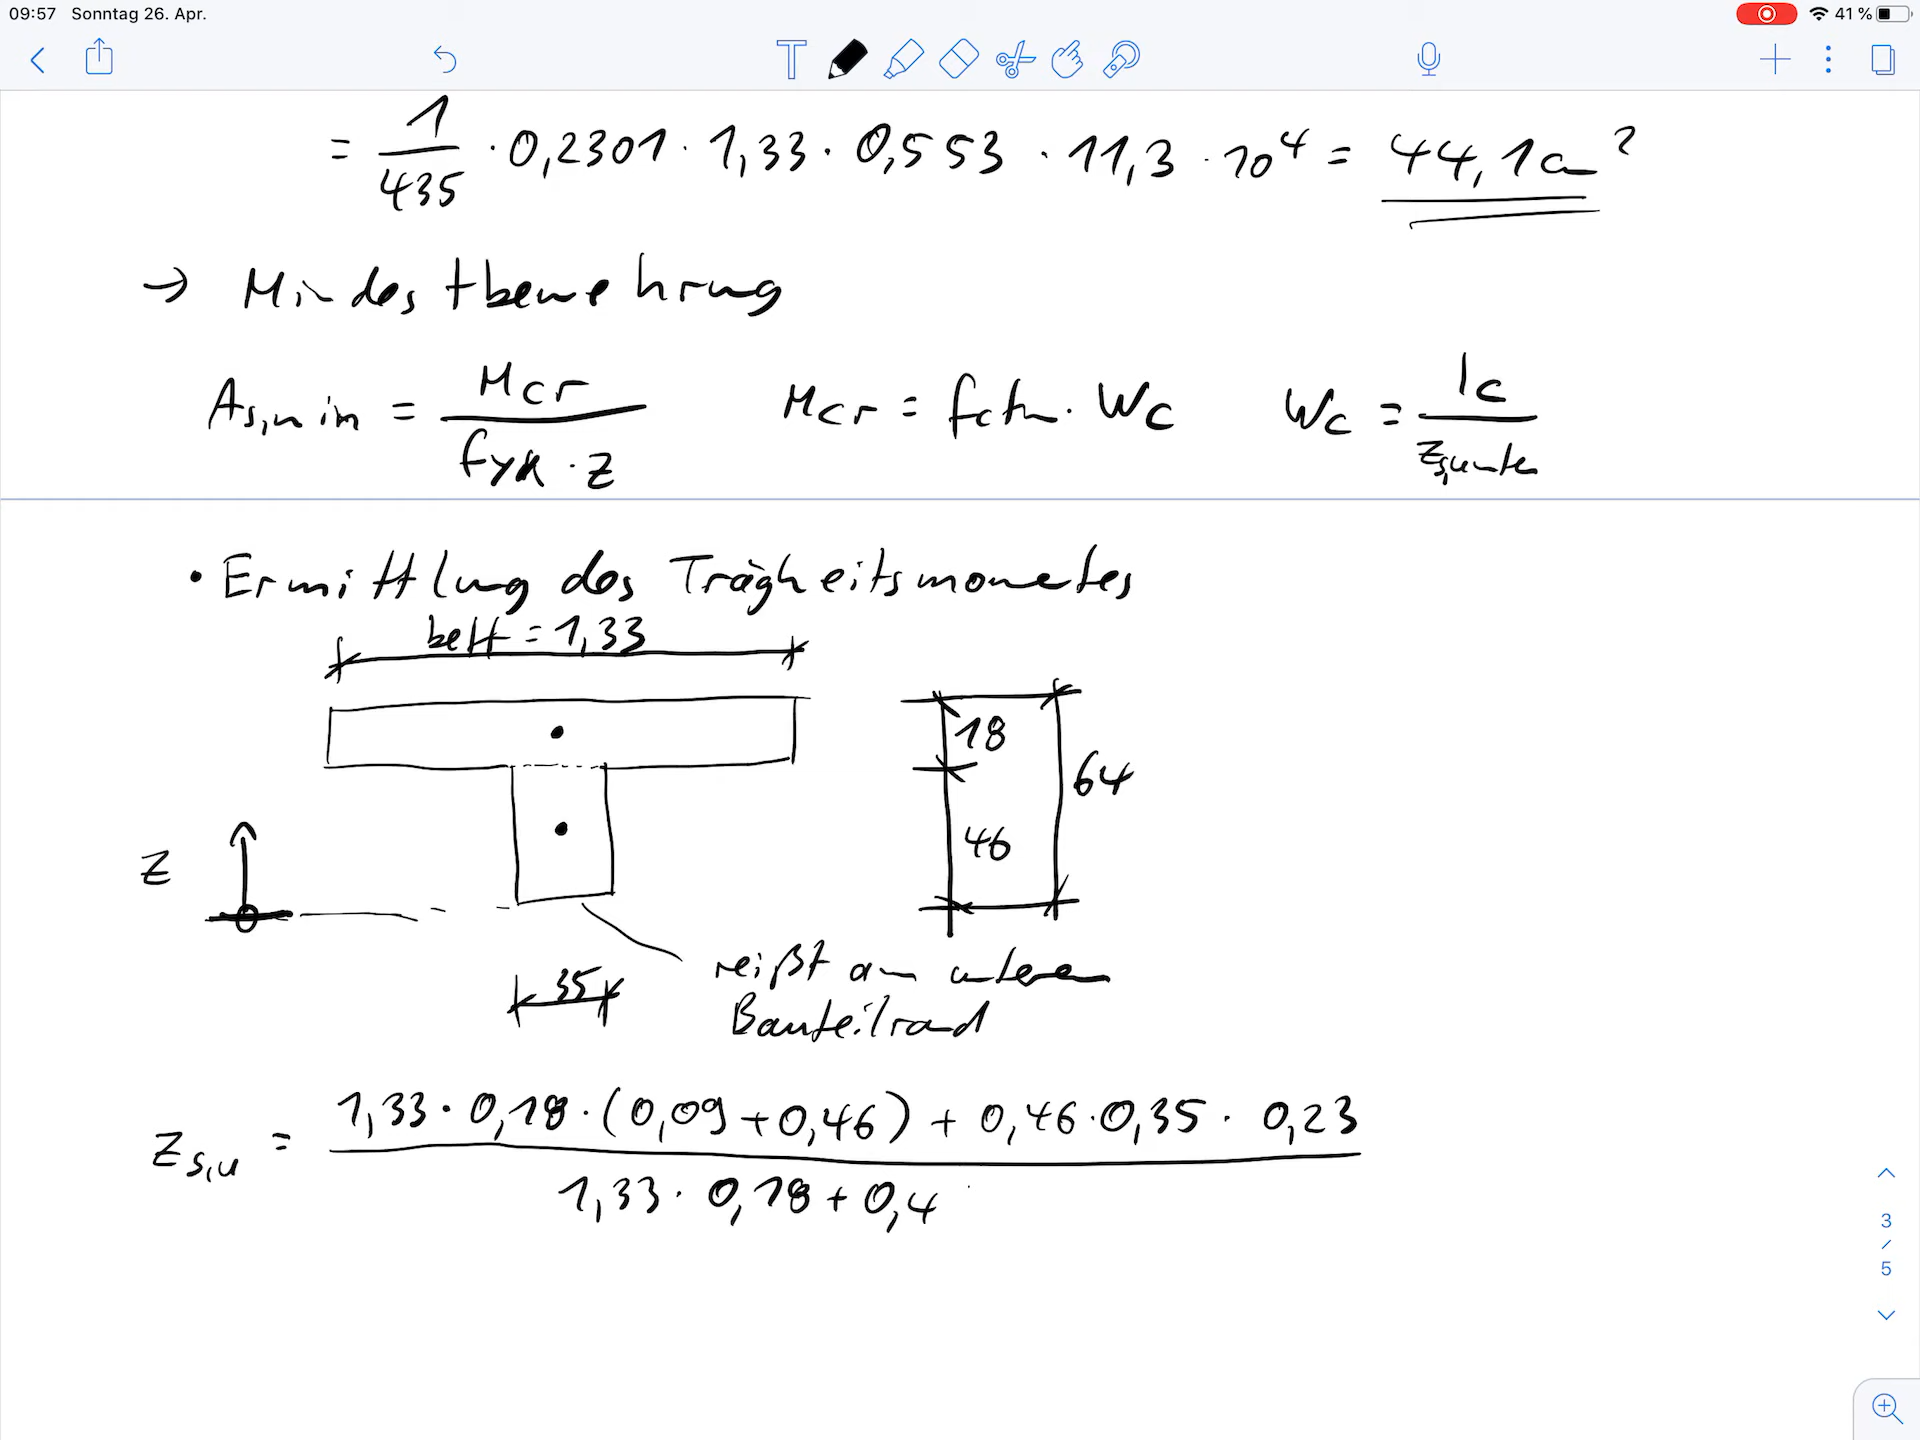 09:57 Sonntag 26. Apr. 41 %
= 1/435 · 0,2301 · 1,33 · 0,553 · 11,3 · 10⁴ = 44,1 cm²
→ Mindestbewehrung
As,min = Mcr / (fyk · z)   Mcr = fctm · Wc   Wc = Ic / Zs,unten
• Ermittlung des Trägheitsmomentes
beff = 1,33
18
64
46
Z
35
reißt am unteren
Bauteilrand
Zs,u = (1,33 · 0,18 · (0,09 + 0,46) + 0,46 · 0,35 · 0,23) / (1,33 · 0,18 + 0,4
3
/
5